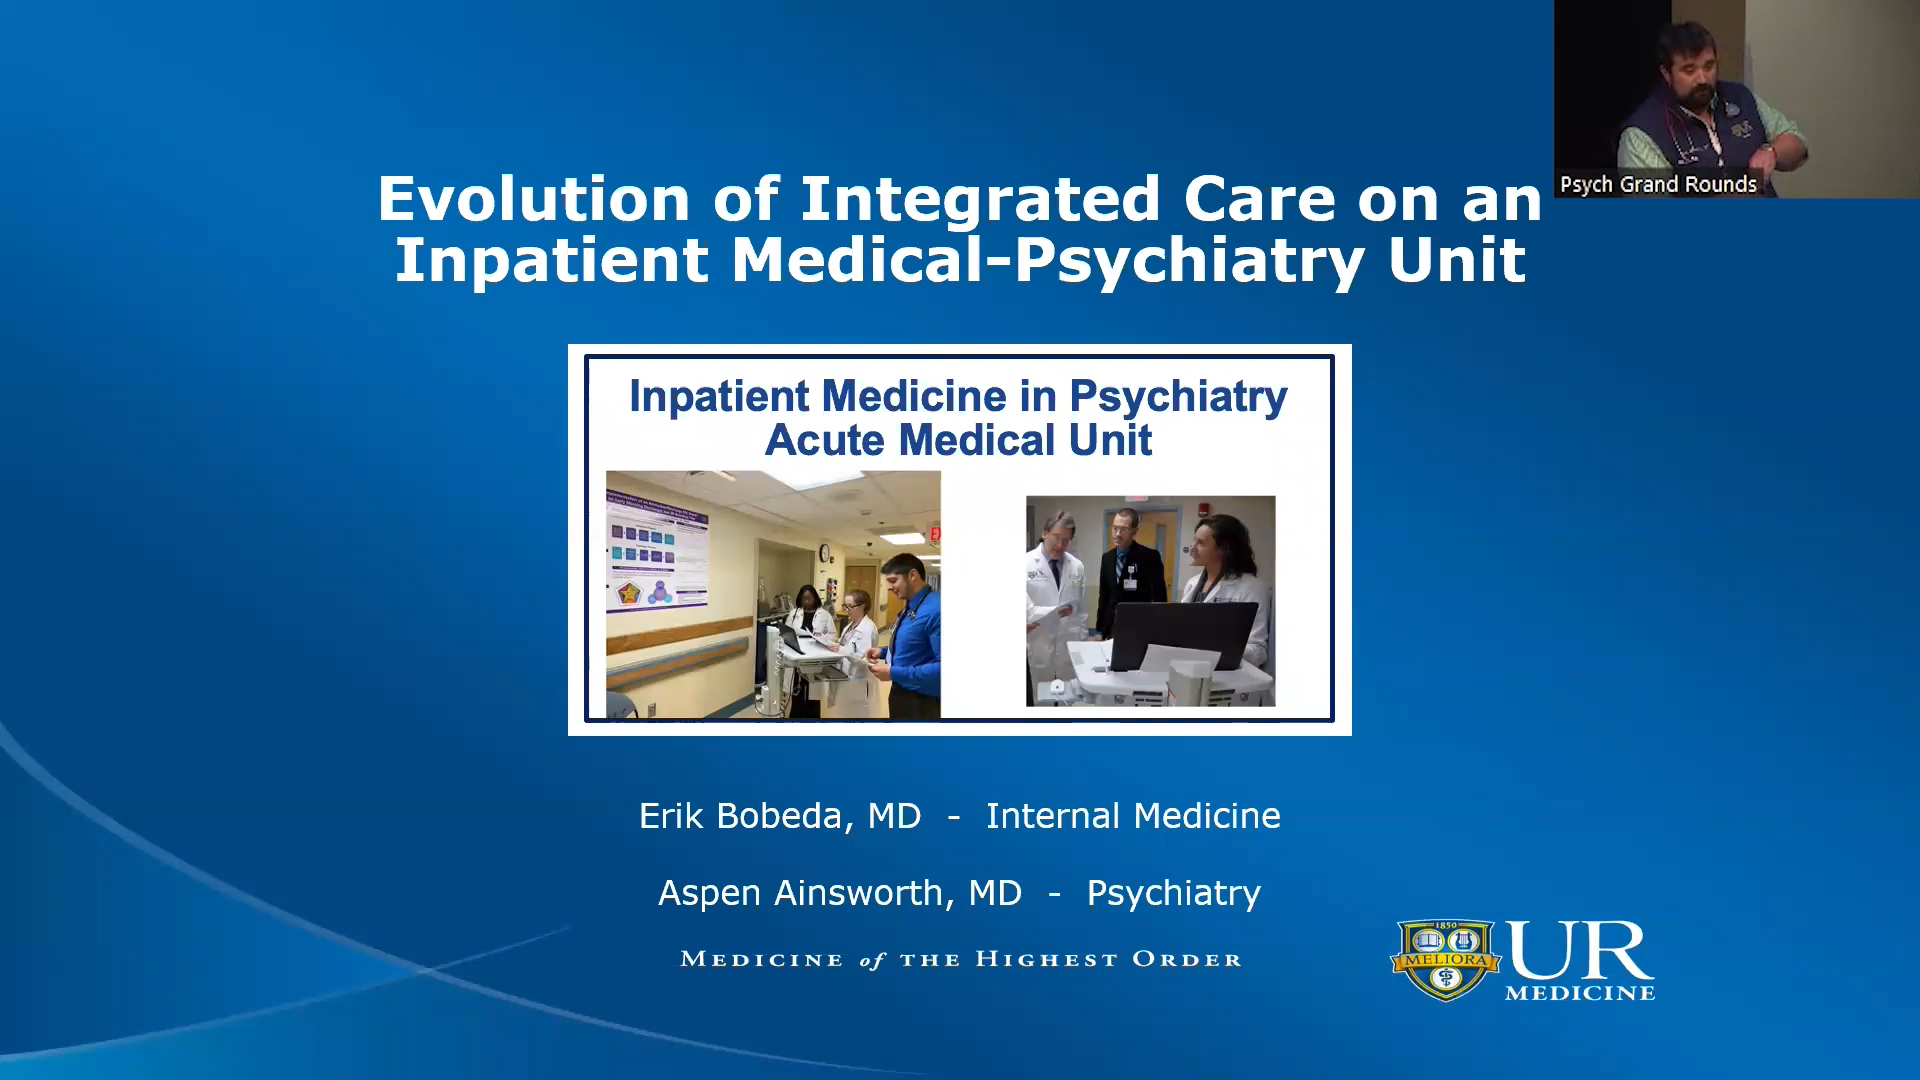 Psych Grand Rounds
Evolution of Integrated Care on an
Inpatient Medical-Psychiatry Unit
Inpatient Medicine in Psychiatry
Acute Medical Unit
Erik Bobeda, MD - Internal Medicine
Aspen Ainsworth, MD - Psychiatry
MEDICINE of THE HIGHEST ORDER
1850
MELIORA
UR
MEDICINE